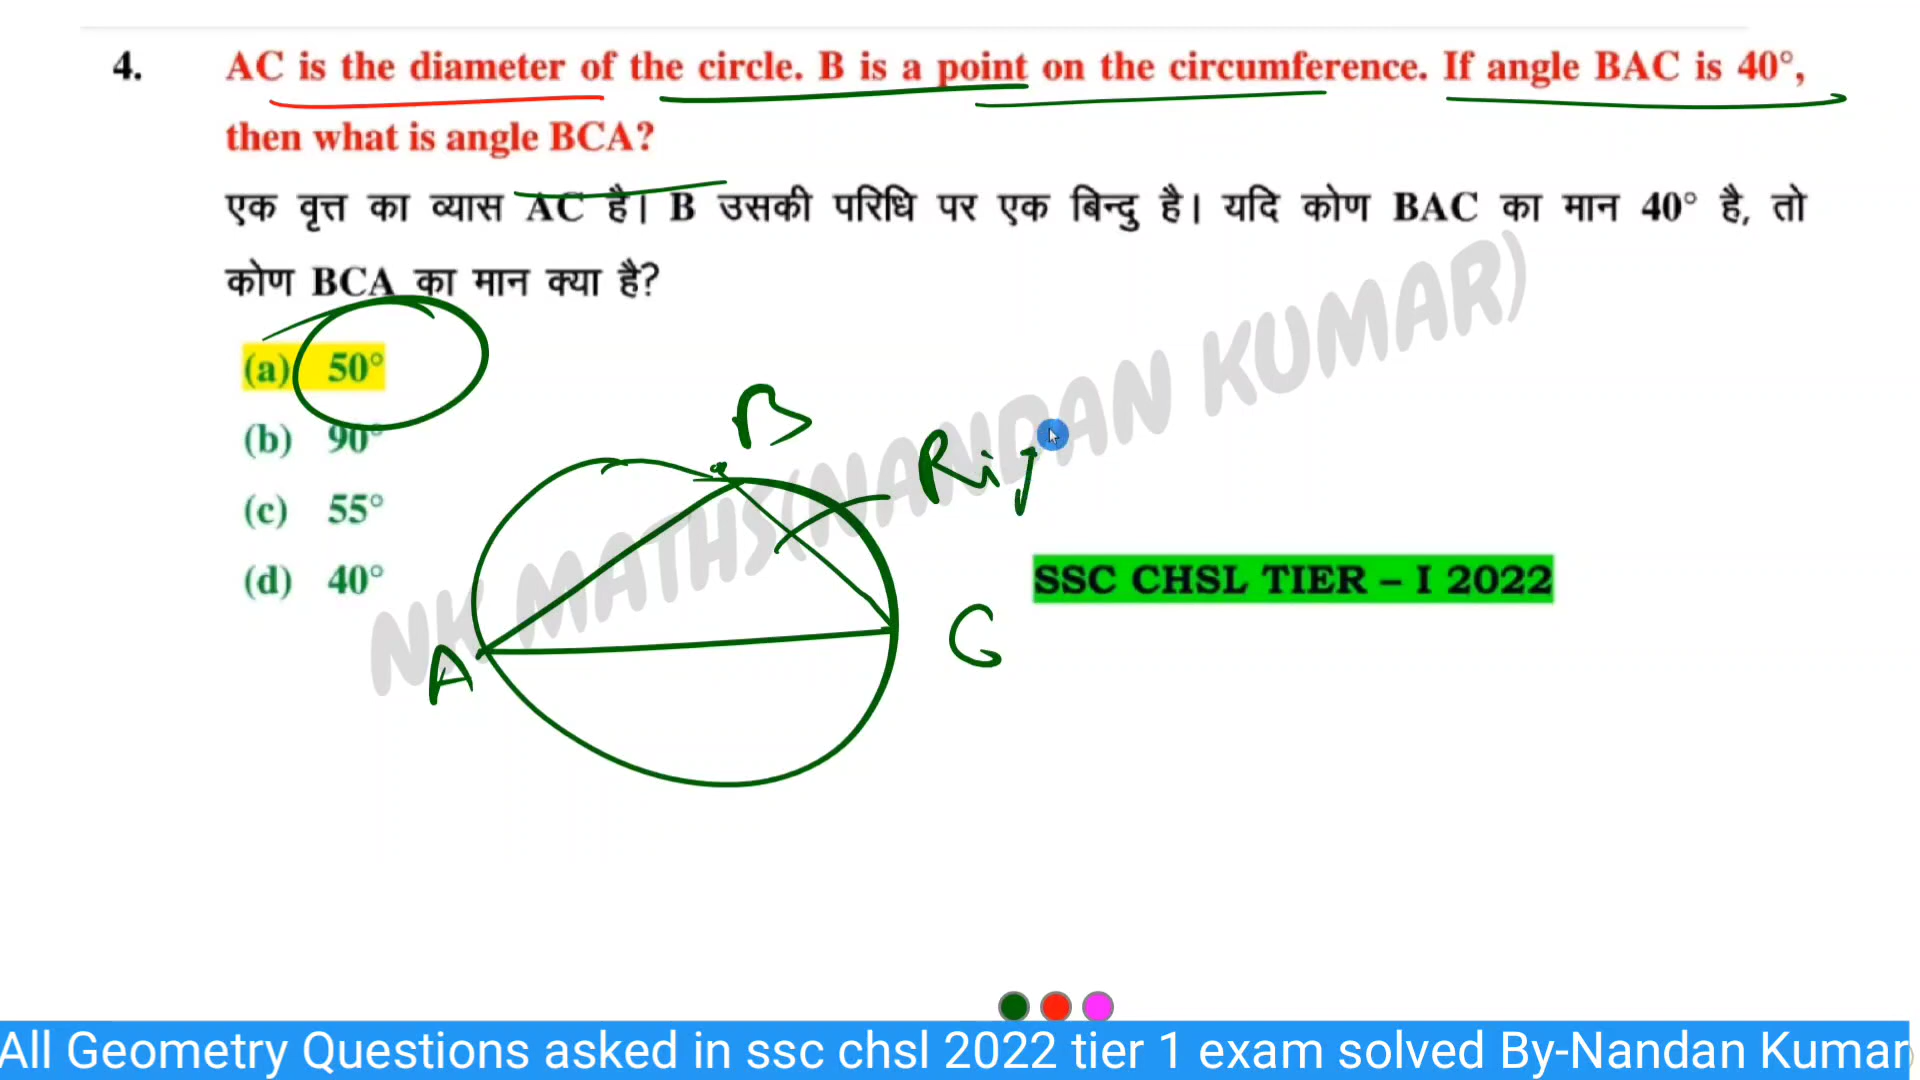 4. AC is the diameter of the circle. B is a point on the circumference. If angle BAC is 40°,
then what is angle BCA?
एक वृत्त का व्यास AC है। B उसकी परिधि पर एक बिन्दु है। यदि कोण BAC का मान 40° है, तो
कोण BCA का मान क्या है?
(a) 50°
(b) 90°
(c) 55°
(d) 40°
B
Rig
A
C
SSC CHSL TIER – I 2022
NK MATHS(NANDAN KUMAR)
All Geometry Questions asked in ssc chsl 2022 tier 1 exam solved By-Nandan Kumar